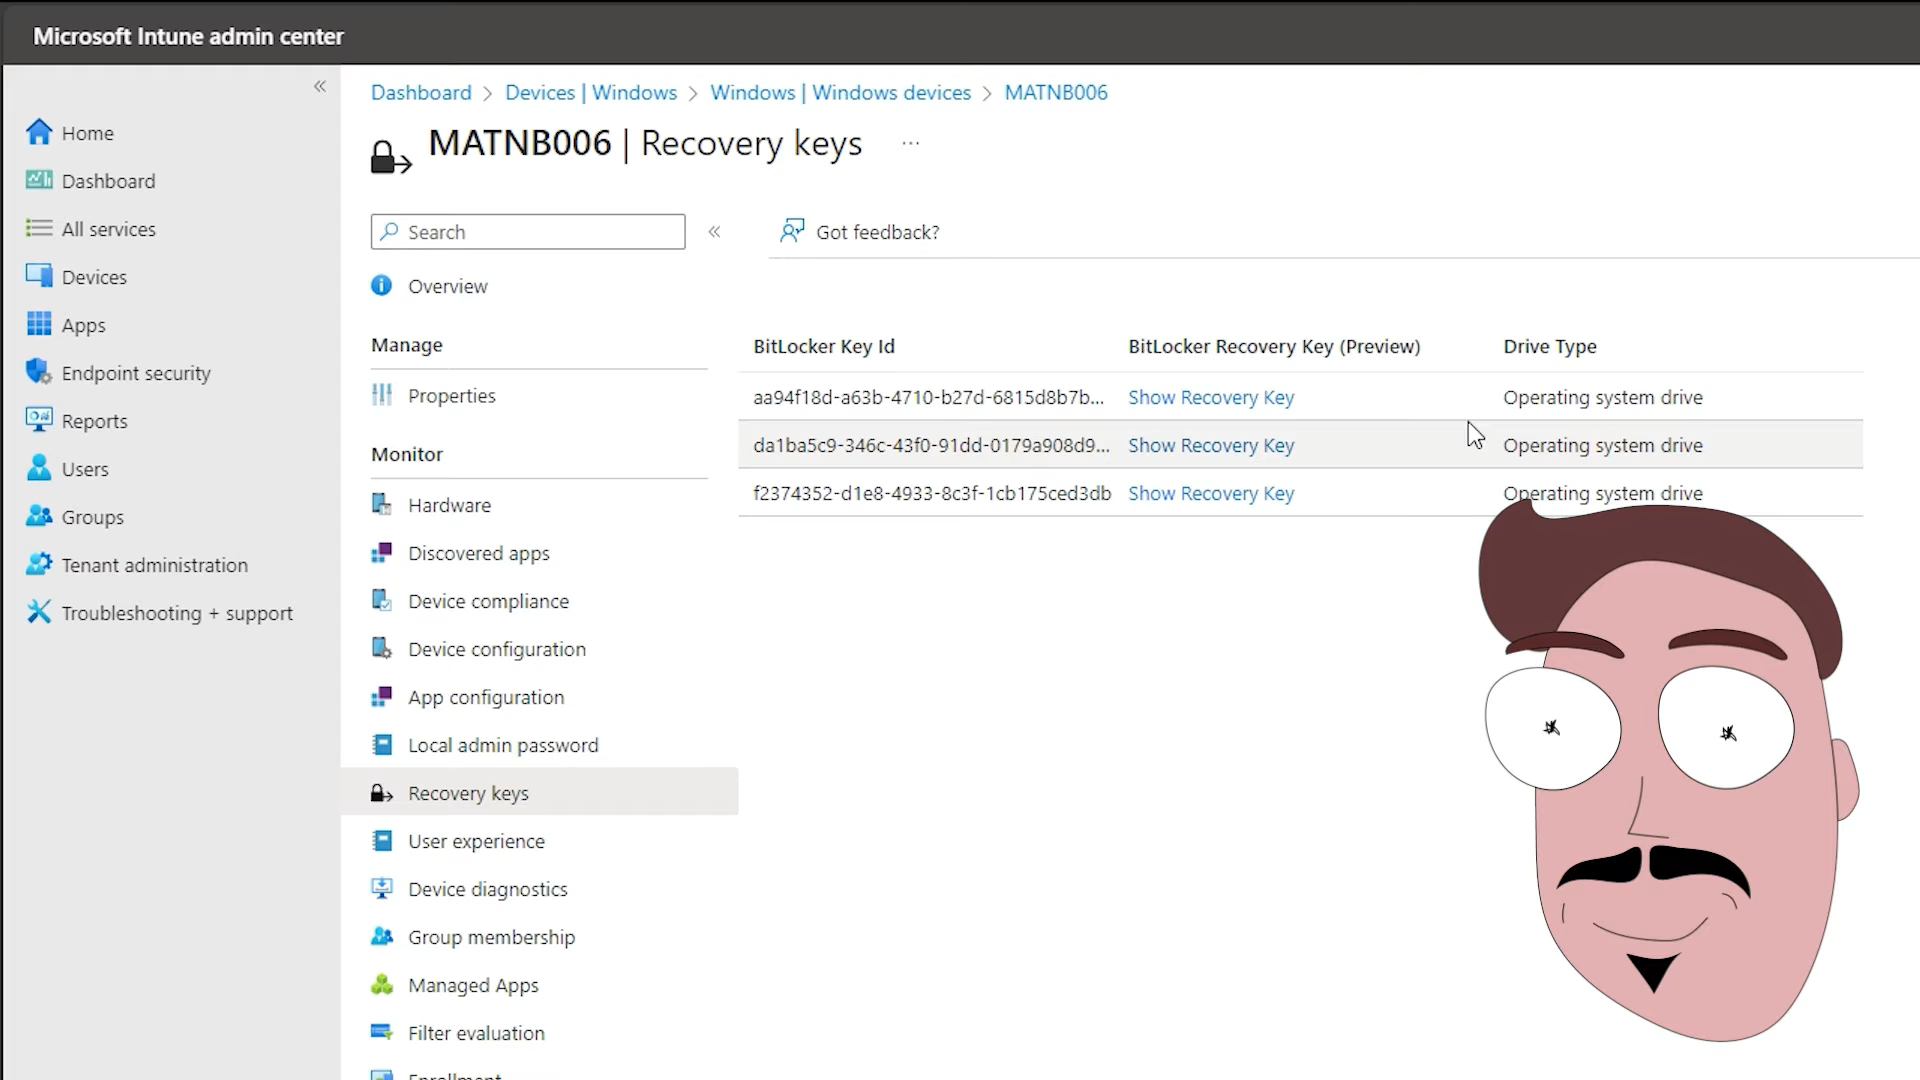 Microsoft Intune admin center
«
Dashboard > Devices | Windows > Windows | Windows devices > MATNB006
MATNB006 | Recovery keys ...
Home
Dashboard
All services
Devices
Apps
Endpoint security
Reports
Users
Groups
Tenant administration
Troubleshooting + support
Search «
Overview
Manage
Properties
Monitor
Hardware
Discovered apps
Device compliance
Device configuration
App configuration
Local admin password
Recovery keys
User experience
Device diagnostics
Group membership
Managed Apps
Filter evaluation
Enrollment
Got feedback?
BitLocker Key Id BitLocker Recovery Key (Preview) Drive Type
aa94f18d-a63b-4710-b27d-6815d8b7b... Show Recovery Key Operating system drive
da1ba5c9-346c-43f0-91dd-0179a908d9... Show Recovery Key Operating system drive
f2374352-d1e8-4933-8c3f-1cb175ced3db Show Recovery Key Operating system drive